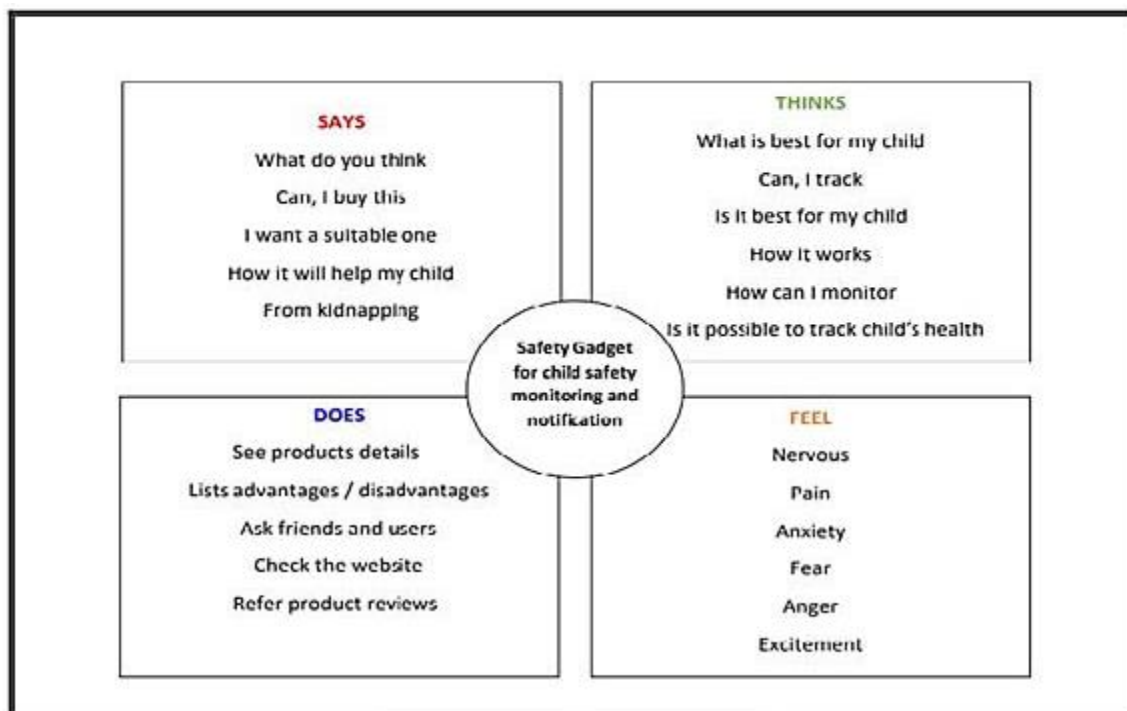 SAYS
What do you think
Can, I buy this
I want a suitable one
How it will help my child
From kidnapping
THINKS
What is best for my child
Can, I track
Is it best for my child
How it works
How can I monitor
Is it possible to track child's health
Safety Gadget
for child safety
monitoring and
notification
DOES
See products details
Lists advantages / disadvantages
Ask friends and users
Check the website
Refer product reviews
FEEL
Nervous
Pain
Anxiety
Fear
Anger
Excitement